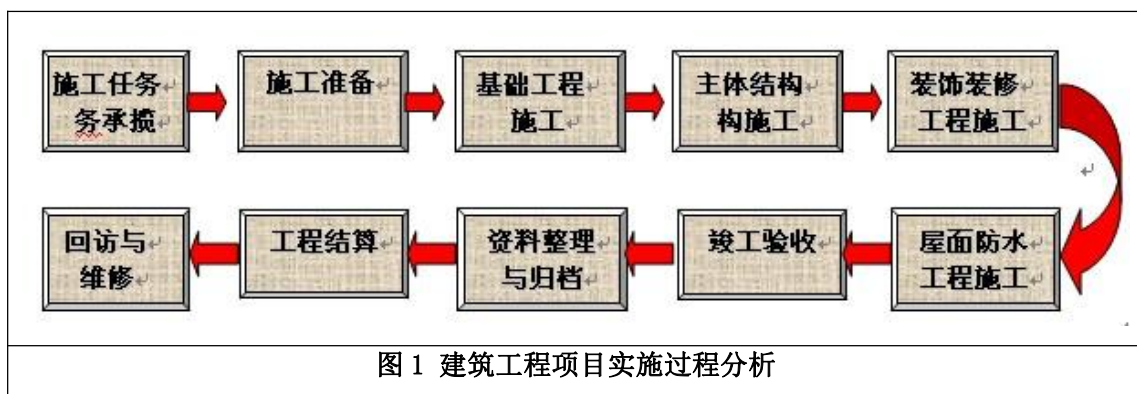 施工任务
务承揽
施工准备
基础工程
施工
主体结构
构施工
装饰装修
工程施工
屋面防水
工程施工
竣工验收
资料整理
与归档
工程结算
回访与
维修
图 1 建筑工程项目实施过程分析